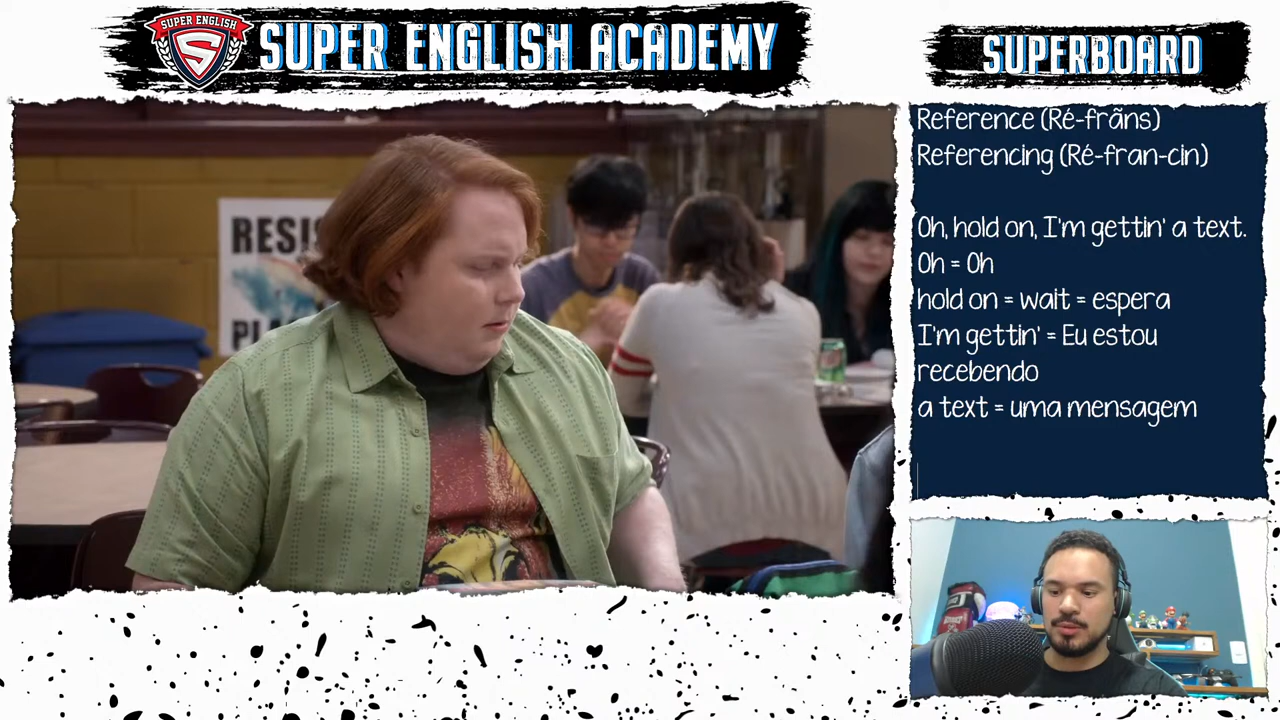 SUPER ENGLISH
SUPER ENGLISH ACADEMY
SUPERBOARD
Reference (Ré-frãns)
Referencing (Ré-fran-cin)
Oh, hold on, I'm gettin' a text.
Oh = Oh
hold on = wait = espera
I'm gettin' = Eu estou
recebendo
a text = uma mensagem
RESIS
PL